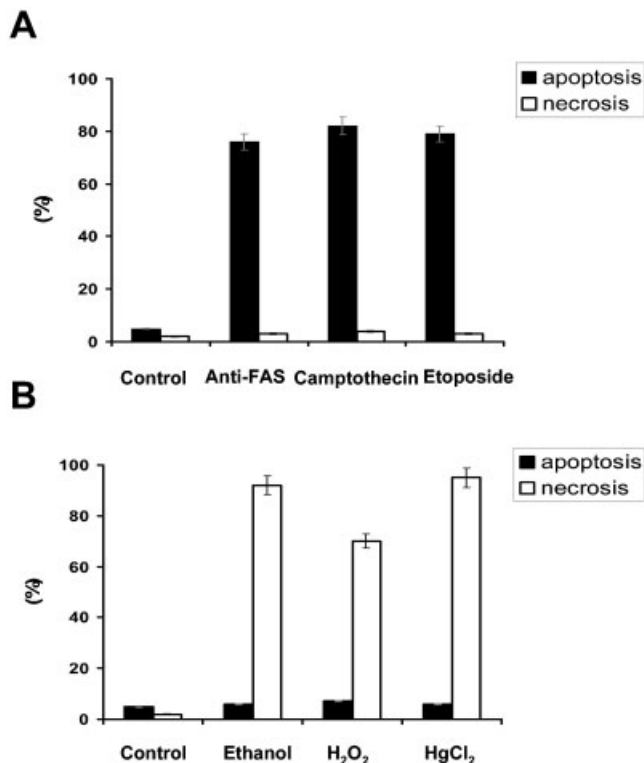 A
100
80
60
40
20
0
(%)
apoptosis
necrosis
Control Anti-FAS Camptothecin Etoposide
B
100
80
60
40
20
0
(%)
apoptosis
necrosis
Control Ethanol H₂O₂ HgCl₂